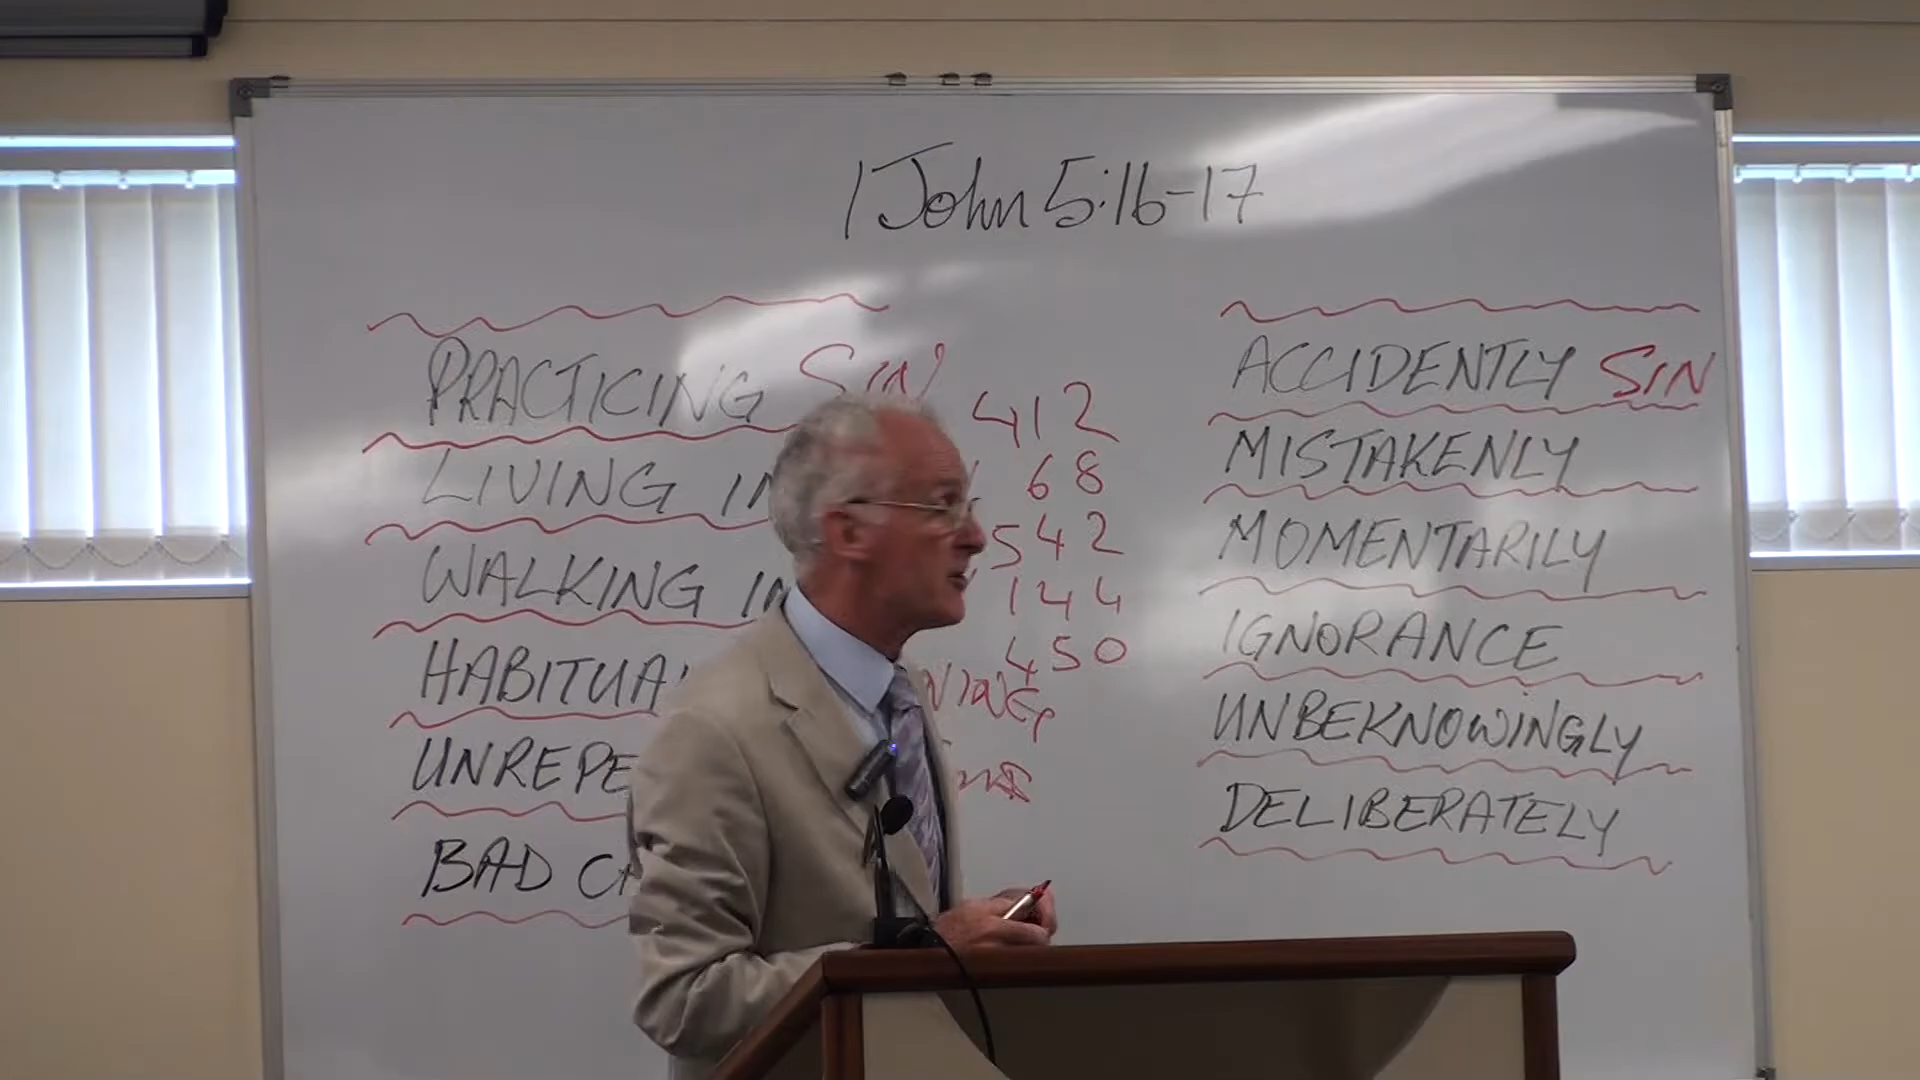 1 John 5:16-17
PRACTICING SIN
412
LIVING IN
68
542
WALKING IN
144
450
HABITUAL
UNREPE
BAD
ACCIDENTLY SIN
MISTAKENLY
MOMENTARILY
IGNORANCE
UNBEKNOWINGLY
DELIBERATELY